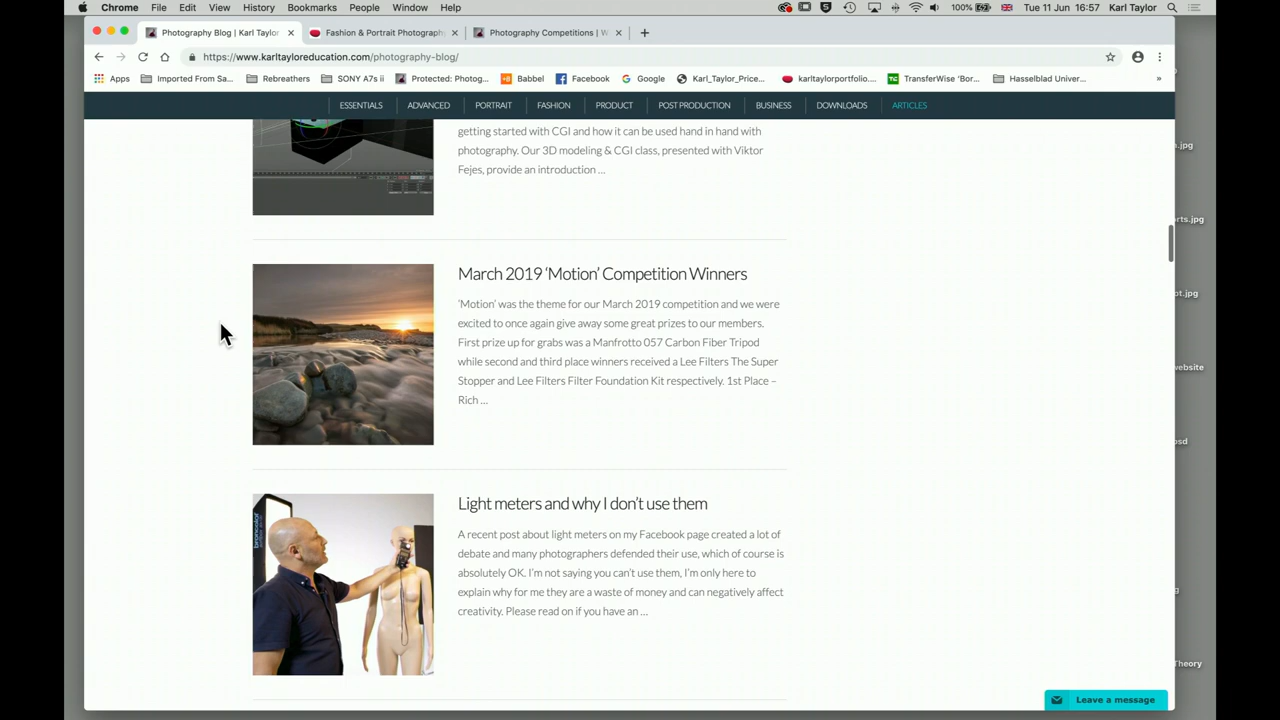 Chrome File Edit View History Bookmarks People Window Help 100% Tue 11 Jun 16:57 Karl Taylor
Photography Blog | Karl Taylor Fashion & Portrait Photography Photography Competitions | W
https://www.karltayloreducation.com/photography-blog/
Apps Imported From Sa... Rebreathers SONY A7s ii Protected: Photog... Babbel Facebook Google Karl_Taylor_Price... karltaylorportfolio.... TransferWise 'Bor... Hasselblad Univer... »
ESSENTIALS ADVANCED PORTRAIT FASHION PRODUCT POST PRODUCTION BUSINESS DOWNLOADS ARTICLES
getting started with CGI and how it can be used hand in hand with
photography. Our 3D modeling & CGI class, presented with Viktor
Fejes, provide an introduction ...
March 2019 ‘Motion’ Competition Winners
‘Motion’ was the theme for our March 2019 competition and we were
excited to once again give away some great prizes to our members.
First prize up for grabs was a Manfrotto 057 Carbon Fiber Tripod
while second and third place winners received a Lee Filters The Super
Stopper and Lee Filters Filter Foundation Kit respectively. 1st Place –
Rich ...
Light meters and why I don’t use them
A recent post about light meters on my Facebook page created a lot of
debate and many photographers defended their use, which of course is
absolutely OK. I’m not saying you can’t use them, I’m only here to
explain why for me they are a waste of money and can negatively affect
creativity. Please read on if you have an ...
broncolor
.jpg
rts.jpg
ot.jpg
website
osd
Theory
Leave a message